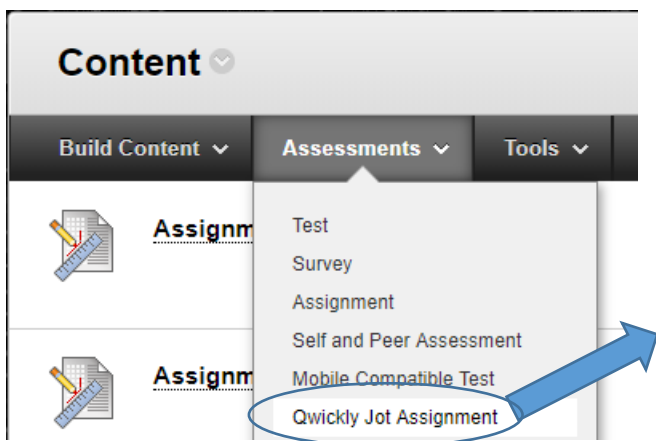 Content
Build Content Assessments Tools
Assignm
Test
Survey
Assignment
Self and Peer Assessment
Assignm
Mobile Compatible Test
Qwickly Jot Assignment